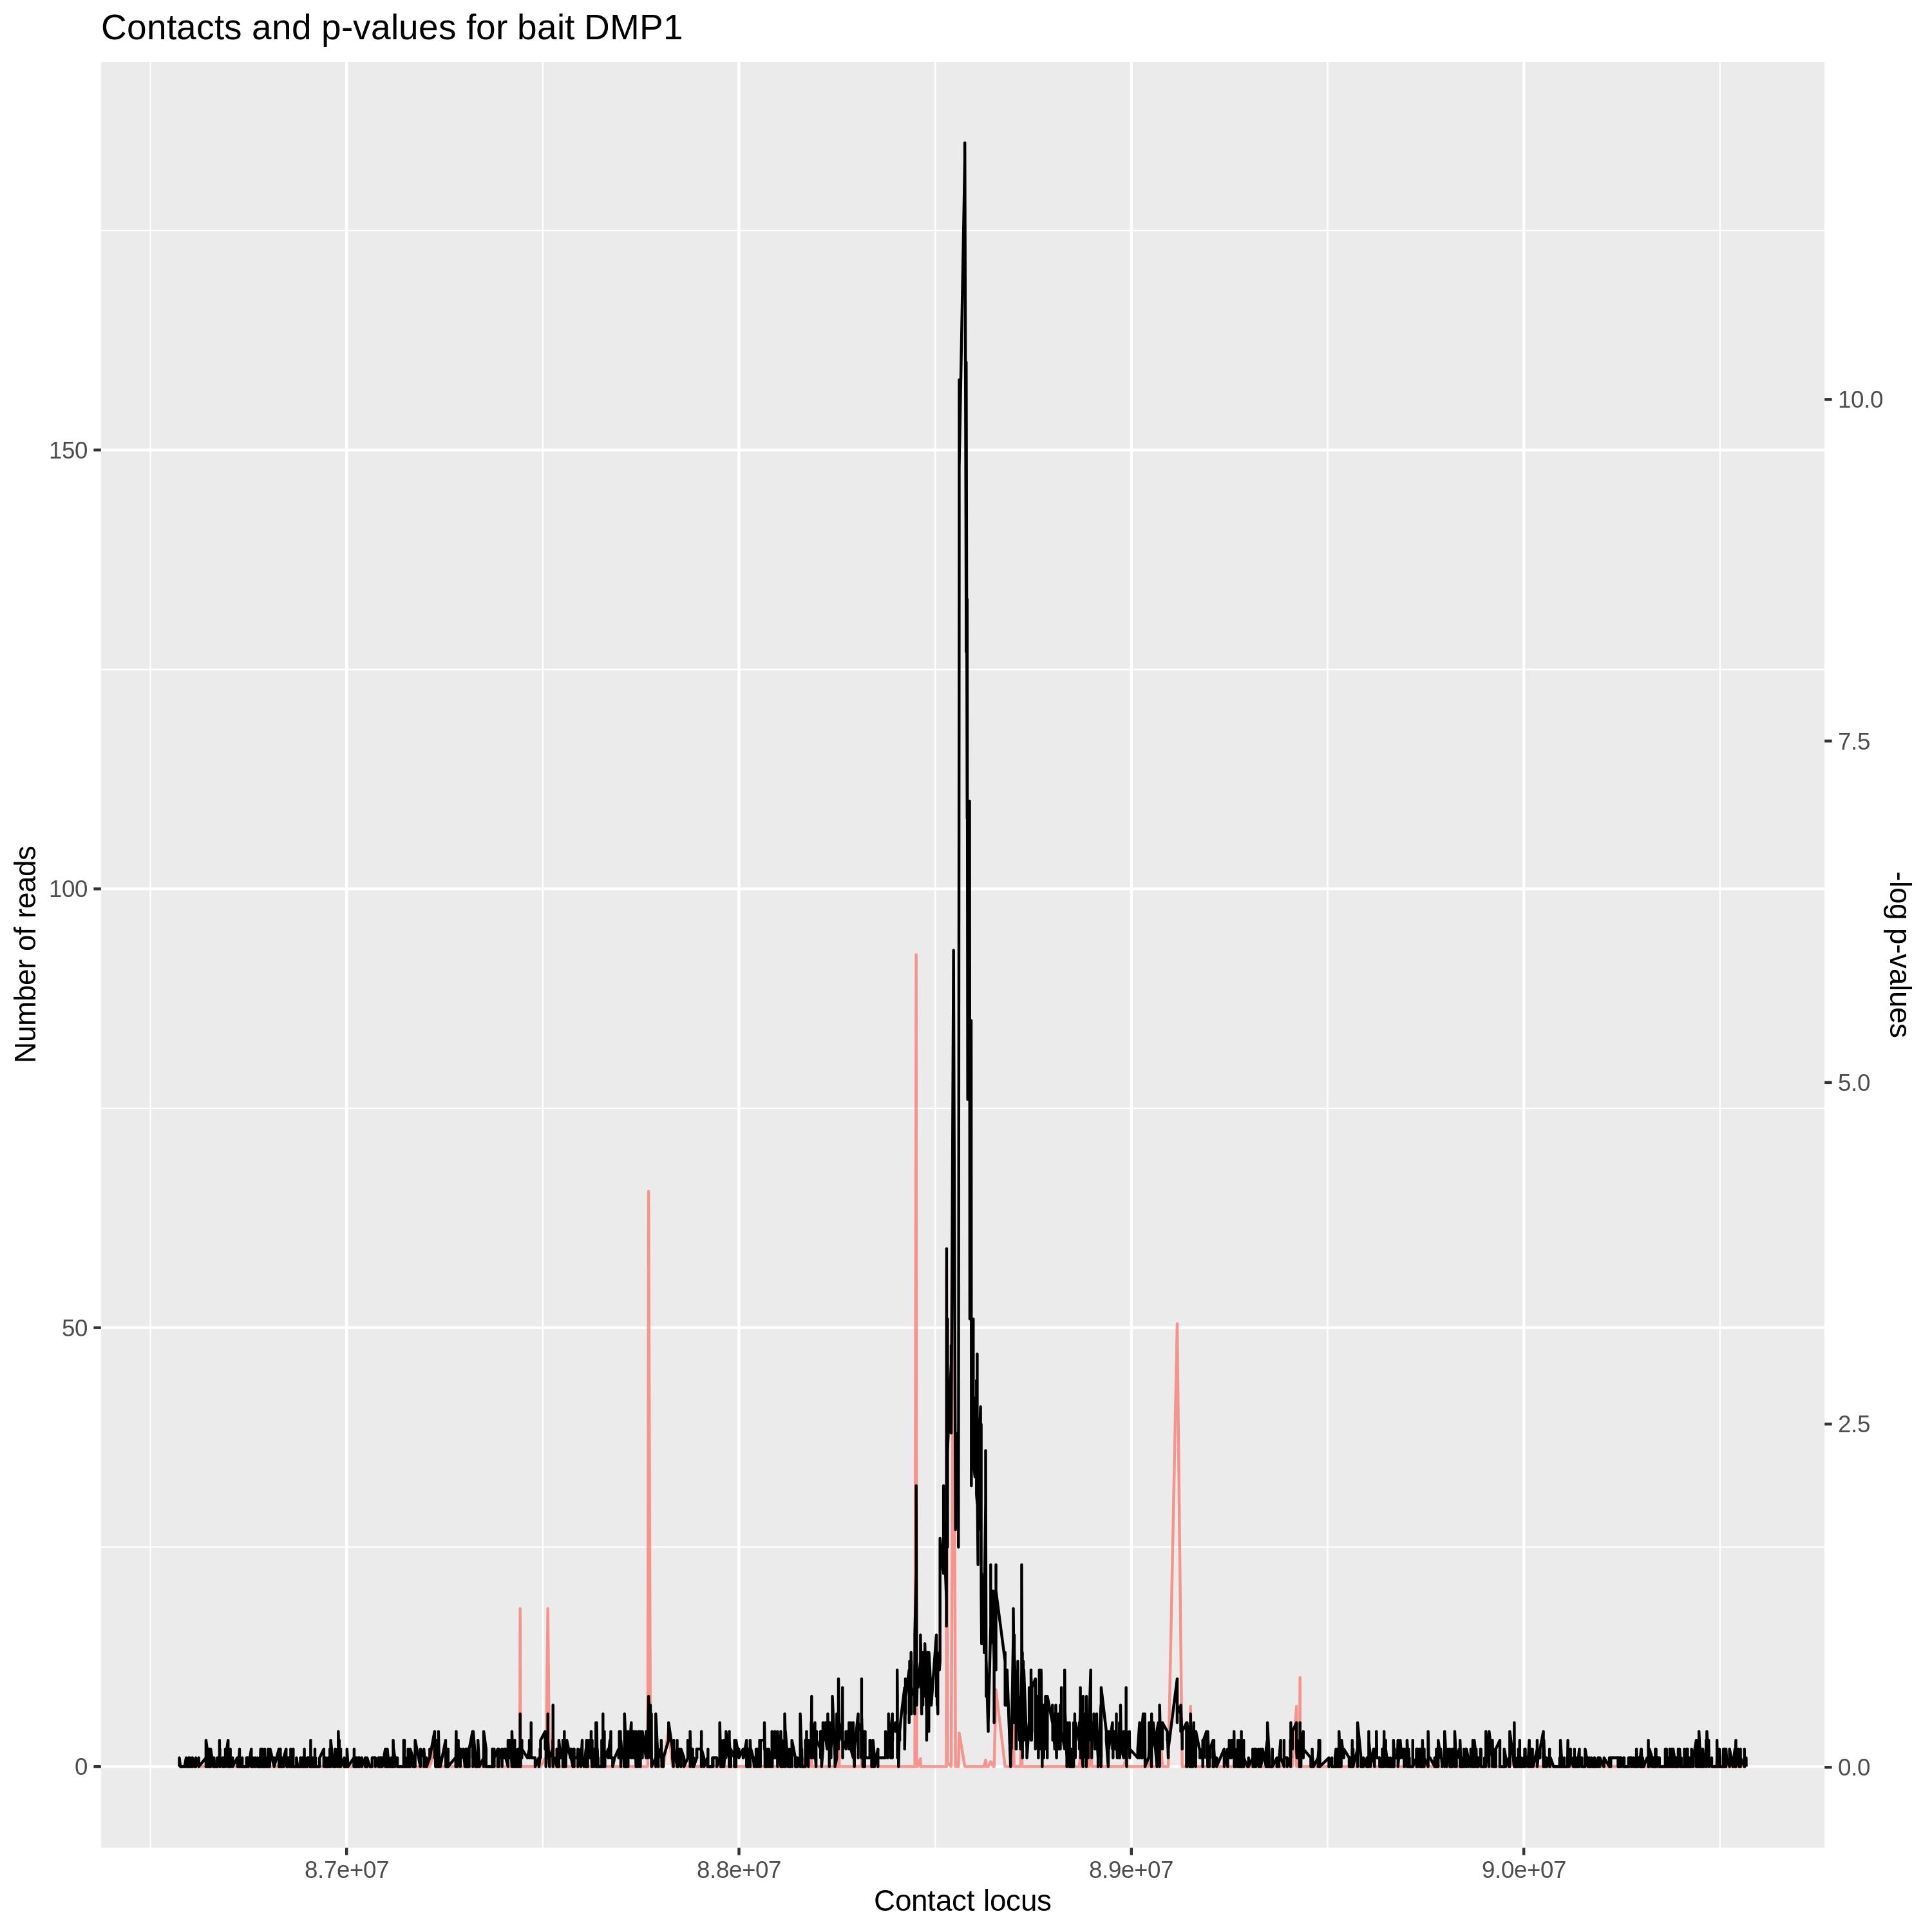 Contacts and p-values for bait DMP1
150
100
50
0
Number of reads
10.0
7.5
5.0
2.5
0.0
-log p-values
8.7e+07
8.8e+07
8.9e+07
9.0e+07
Contact locus